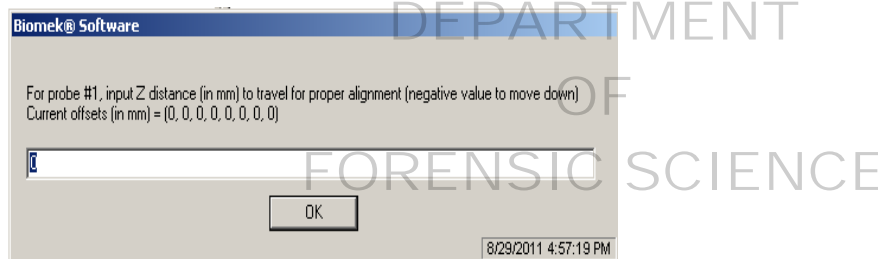 Biomek® Software
DEPARTMENT
For probe #1, input Z distance (in mm) to travel for proper alignment (negative value to move down)
OF
Current offsets (in mm) = (0, 0, 0, 0, 0, 0, 0, 0)
0
FORENSIC SCIENCE
OK
8/29/2011 4:57:19 PM